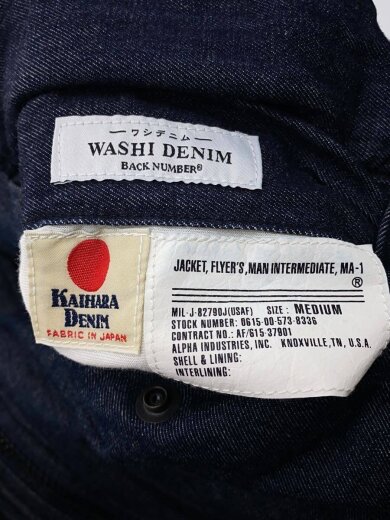 ーワシデニムー
WASHI DENIM
BACK NUMBER®
KAIHARA
DENIM
FABRIC IN JAPAN
JACKET, FLYER'S, MAN INTERMEDIATE, MA-1
®
MIL-J-82790J(USAF) SIZE: MEDIUM
STOCK NUMBER: 0615-00-573-8336
CONTRACT NO.: AF/615-37901
ALPHA INDUSTRIES, INC. KNOXVILLE, TN, U.S.A.
SHELL & LINING:
INTERLINING: